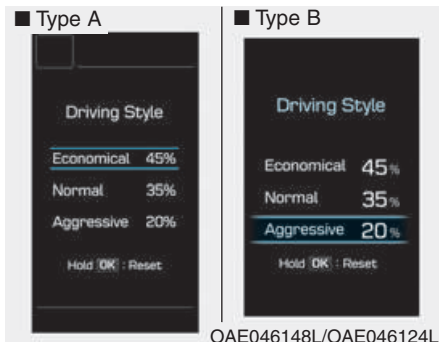 ■ Type A
Driving Style
Economical 45%
Normal 35%
Aggressive 20%
Hold OK : Reset
■ Type B
Driving Style
Economical 45%
Normal 35%
Aggressive 20%
Hold OK : Reset
OAE046148L/OAE046124L